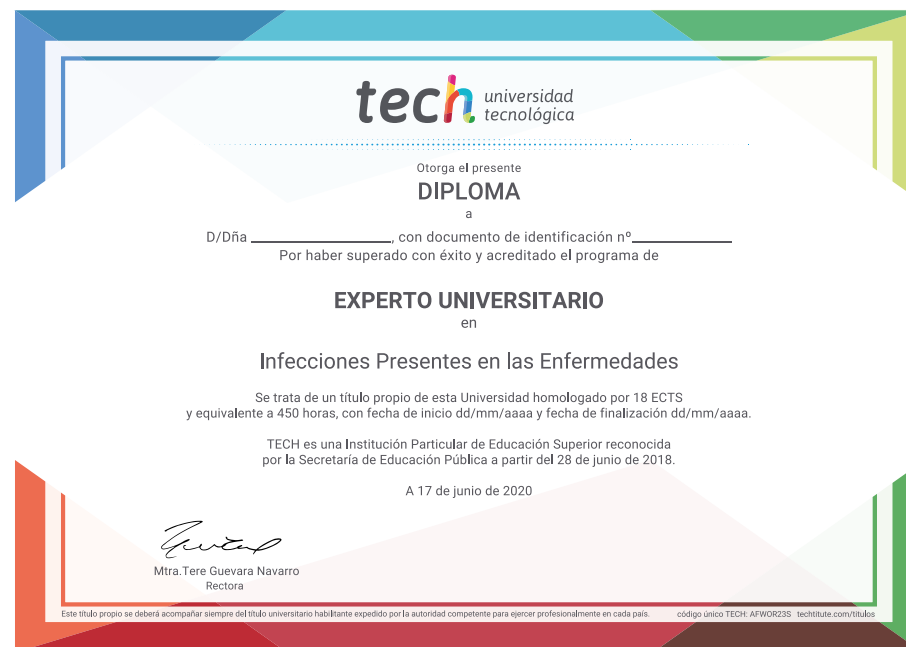 tech universidad
tecnológica
Otorga el presente
DIPLOMA
a
D/Dña ____________________, con documento de identificación nº______________
Por haber superado con éxito y acreditado el programa de
EXPERTO UNIVERSITARIO
en
Infecciones Presentes en las Enfermedades
Se trata de un título propio de esta Universidad homologado por 18 ECTS
y equivalente a 450 horas, con fecha de inicio dd/mm/aaaa y fecha de finalización dd/mm/aaaa.
TECH es una Institución Particular de Educación Superior reconocida
por la Secretaría de Educación Pública a partir del 28 de junio de 2018.
A 17 de junio de 2020
Mtra.Tere Guevara Navarro
Rectora
Este título propio se deberá acompañar siempre del título universitario habilitante expedido por la autoridad competente para ejercer profesionalmente en cada país. código único TECH: AFWOR23S techtitute.com/titulos